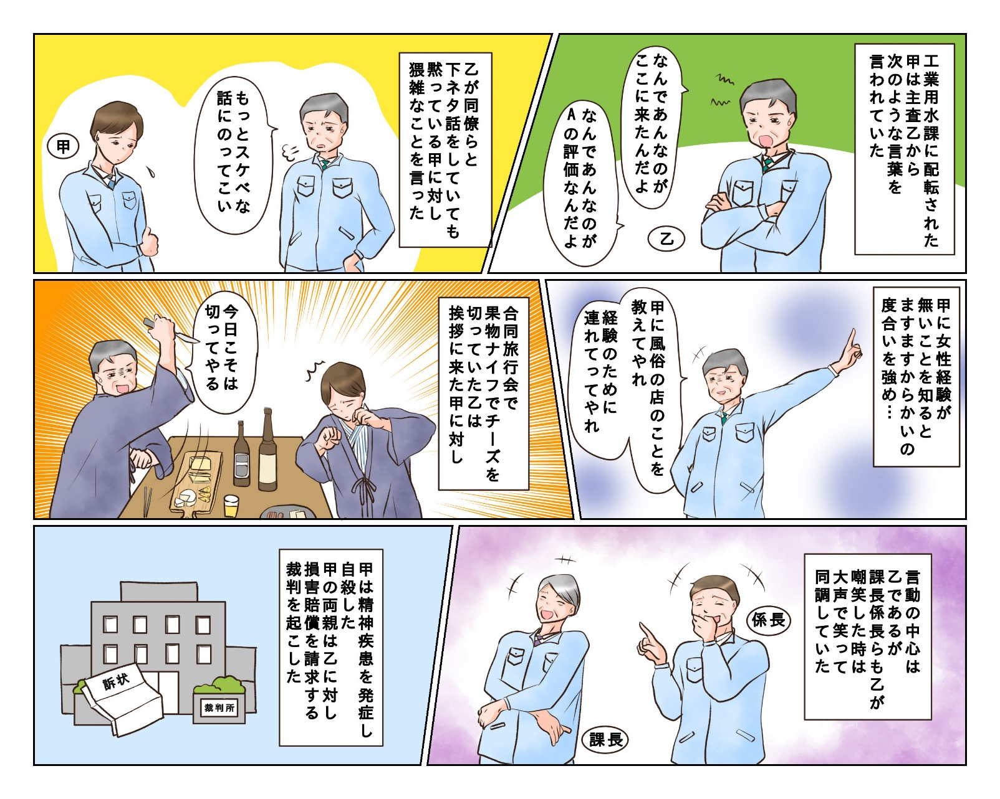 工業用水課に配転された
甲は主査乙から
次のような言葉を
言われていた
なんであんなのが
ここに来たんだよ
なんであんなのが
Aの評価なんだよ
乙
乙が同僚らと
下ネタ話をしていても
黙っている甲に対し
猥雑なことを言った
もっとスケベな
話にのってこい
甲
甲に女性経験が
無いことを知ると
ますますからかいの
度合いを強め…
甲に風俗の店のことを
教えてやれ
経験のために
連れてってやれ
合同旅行会で
果物ナイフでチーズを
切っていた乙は
挨拶に来た甲に対し
今日こそは
切ってやる
言動の中心は
乙であるが
課長係長らも乙が
嘲笑した時は
大声で笑って
同調していた
係長
課長
甲は精神疾患を発症し
自殺した
甲の両親は乙に対し
損害賠償を請求する
裁判を起こした
訴状
裁判所